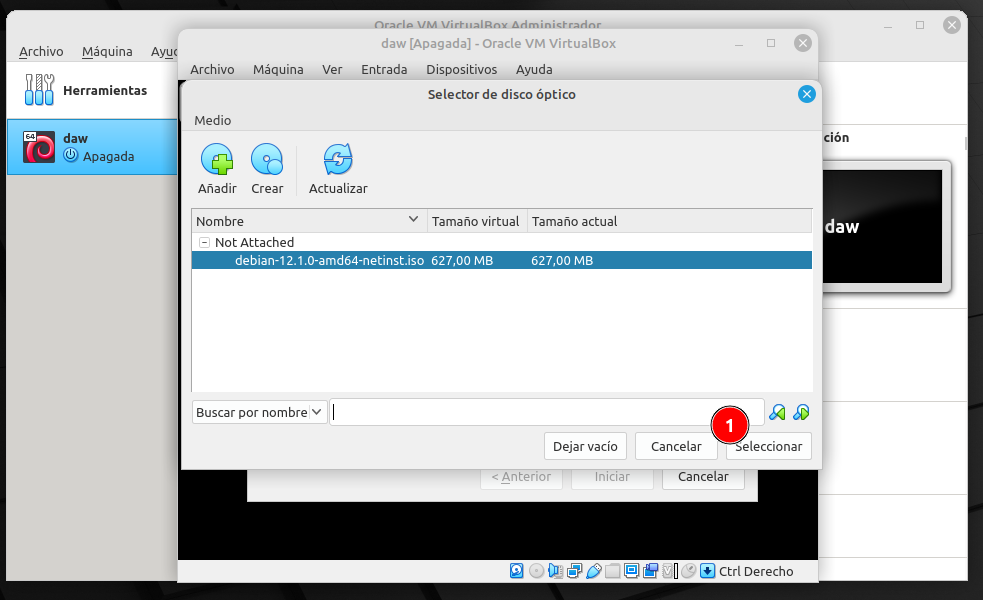 Oracle VM VirtualBox Administrador
daw [Apagada] - Oracle VM VirtualBox
Archivo Máquina Ayuc
Archivo Máquina Ver Entrada Dispositivos Ayuda
Herramientas
64
daw
Apagada
Selector de disco óptico
Medio
Añadir Crear Actualizar
Nombre Tamaño virtual Tamaño actual
Not Attached
debian-12.1.0-amd64-netinst.iso 627,00 MB 627,00 MB
Buscar por nombre
1
Dejar vacío Cancelar Seleccionar
< Anterior Iniciar Cancelar
ción
daw
Ctrl Derecho